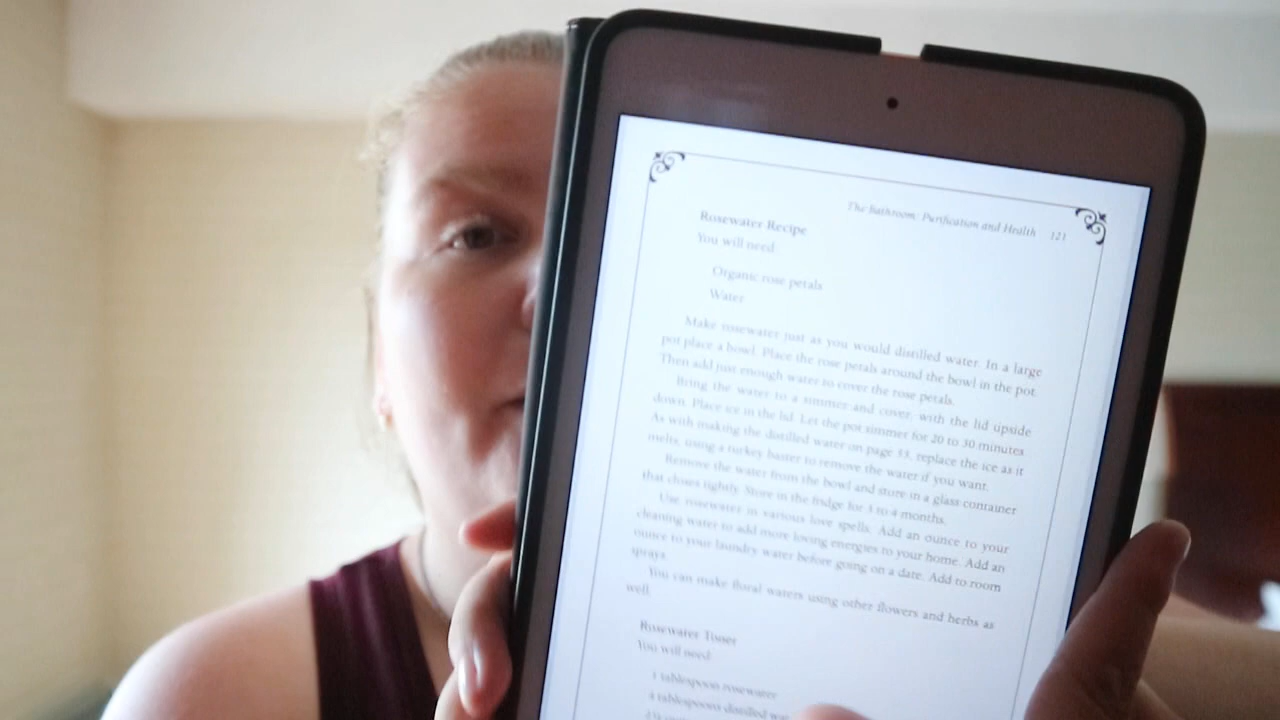 The Bathroom: Purification and Health 121
Rosewater Recipe
You will need:
Organic rose petals
Water
Make rosewater just as you would distilled water. In a large
pot place a bowl. Place the rose petals around the bowl in the pot.
Then add just enough water to cover the rose petals.
Bring the water to a simmer and cover, with the lid upside
down. Place ice in the lid. Let the pot simmer for 20 to 30 minutes.
As with making the distilled water on page 33, replace the ice as it
melts, using a turkey baster to remove the water if you want.
Remove the water from the bowl and store in a glass container
that closes tightly. Store in the fridge for 3 to 4 months.
Use rosewater in various love spells. Add an ounce to your
cleaning water to add more loving energies to your home. Add an
ounce to your laundry water before going on a date. Add to room
sprays.
You can make floral waters using other flowers and herbs as
well.
Rosewater Toner
You will need:
1 tablespoon rosewater
4 tablespoons distilled